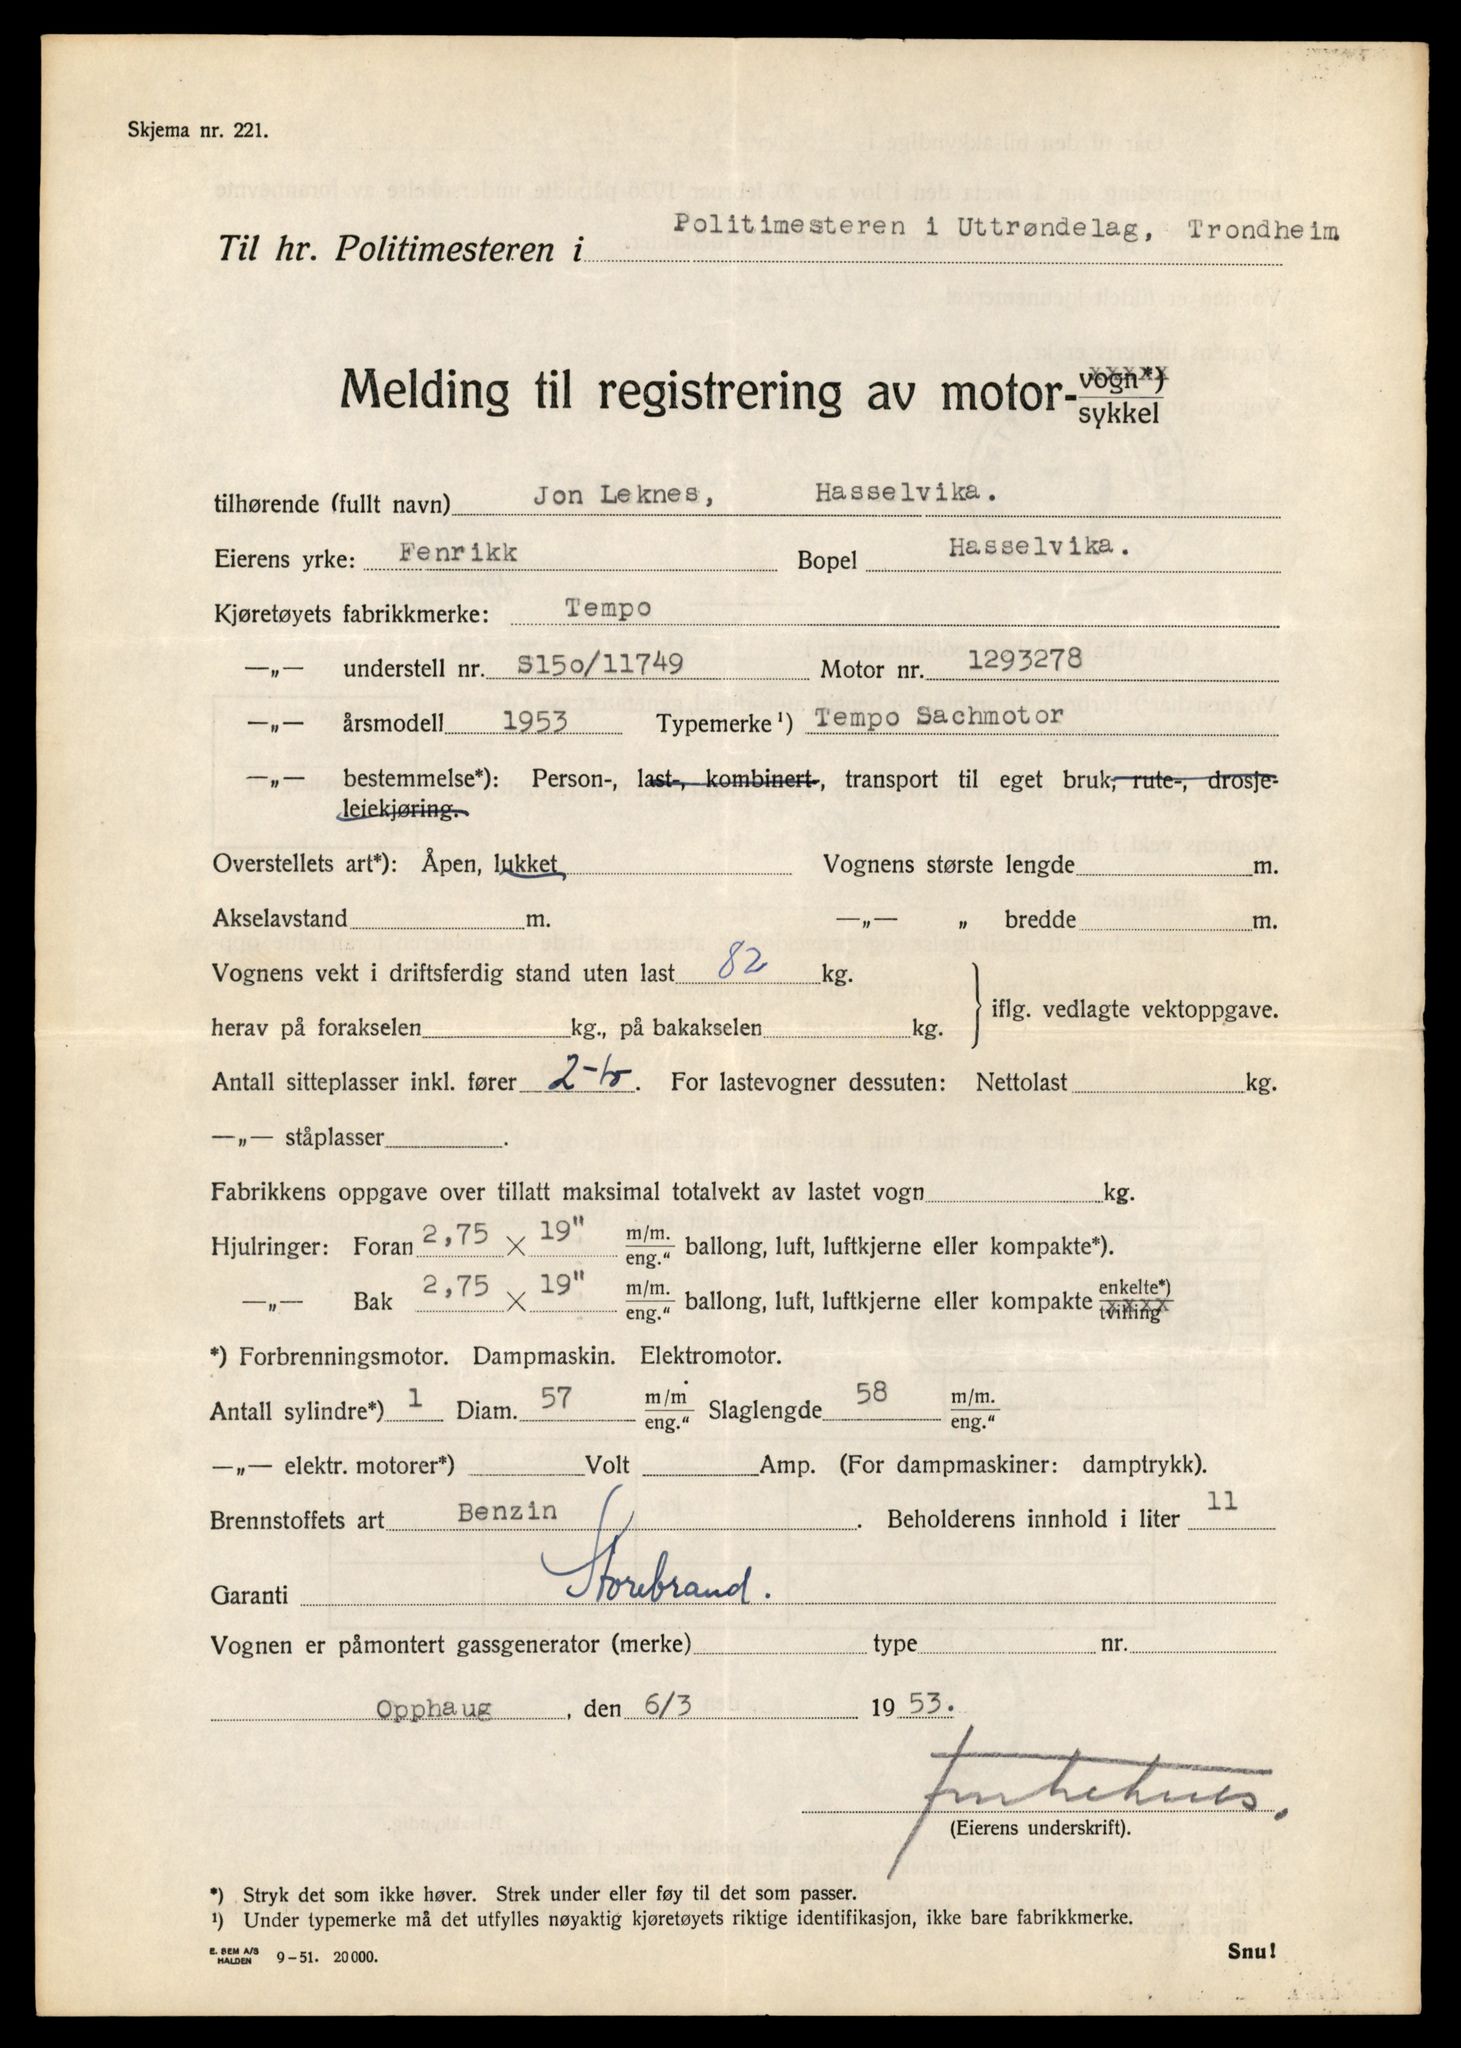 Skjema nr. 221.
Til hr. Politimesteren i Politimesteren i Uttrøndelag, Trondheim
Melding til registrering av motor-vogn*)
sykkel
tilhørende (fullt navn) Jon Leknes, Hasselvika.
Eierens yrke: Fenrikk Bopel Hasselvika.
Kjøretøyets fabrikkmerke: Tempo
—„— understell nr. S15o/11749 Motor nr. 1293278
—„— årsmodell 1953 Typemerke¹) Tempo Sachmotor
—„— bestemmelse*): Person-, last-, kombinert-, transport til eget bruk, rute-, drosje-
leiekjøring.
Overstellets art*): Åpen, lukket Vognens største lengde m.
Akselavstand m. —„— „ bredde m.
Vognens vekt i driftsferdig stand uten last 82 kg.
iflg. vedlagte vektoppgave.
herav på forakselen kg., på bakakselen kg.
Antall sitteplasser inkl. fører 2-to. For lastevogner dessuten: Nettolast kg.
—„— ståplasser .
Fabrikkens oppgave over tillatt maksimal totalvekt av lastet vogn kg.
Hjulringer: Foran 2,75 × 19" m/m. eng.“ ballong, luft, luftkjerne eller kompakte*).
—„— Bak 2,75 × 19" m/m. eng.“ ballong, luft, luftkjerne eller kompakte enkelte*) tvilling
*) Forbrenningsmotor. Dampmaskin. Elektromotor.
Antall sylindre*) 1 Diam. 57 m/m eng.“ Slaglengde 58 m/m. eng.“
—„— elektr. motorer*) Volt Amp. (For dampmaskiner: damptrykk).
Brennstoffets art Benzin . Beholderens innhold i liter 11
Garanti Storebrand.
Vognen er påmontert gassgenerator (merke) type nr.
Opphaug , den 6/3 1953.
(Eierens underskrift).
*) Stryk det som ikke høver. Strek under eller føy til det som passer.
¹) Under typemerke må det utfylles nøyaktig kjøretøyets riktige identifikasjon, ikke bare fabrikkmerke.
E. SEM A/S
HALDEN 9-51. 20000.
Snu!